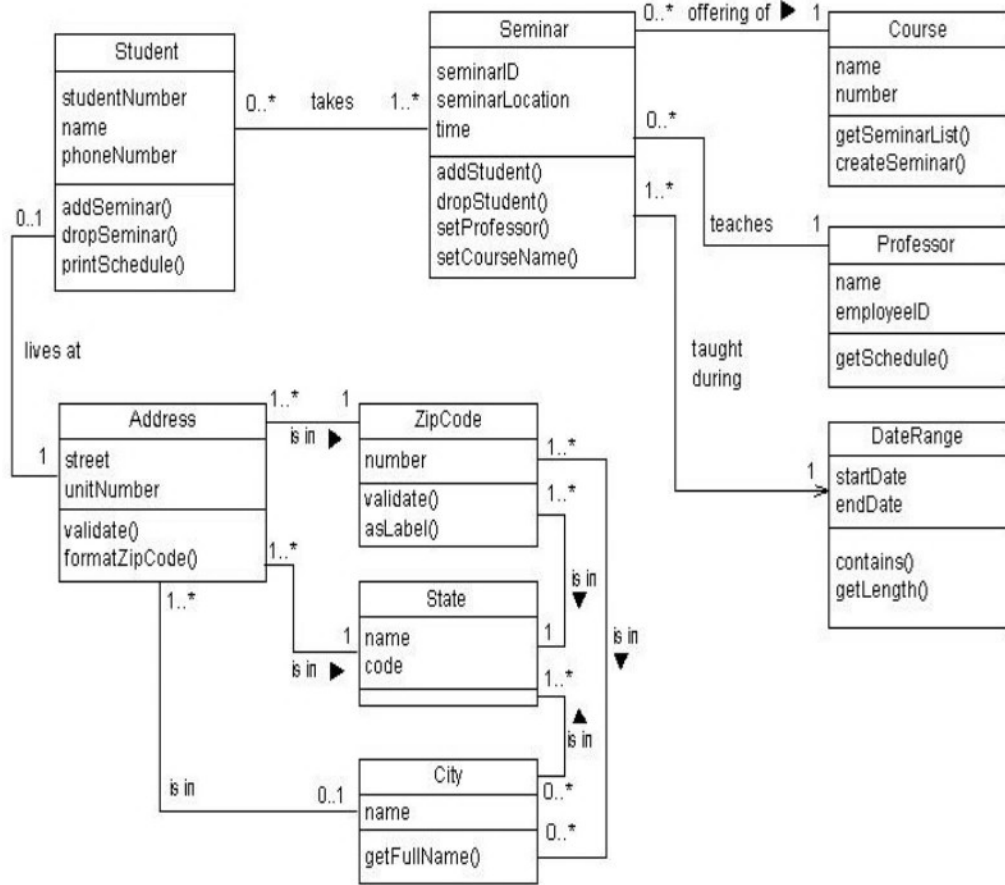 Student
studentNumber
name
phoneNumber
addSeminar()
dropSeminar()
printSchedule()
0..* takes 1..*
Seminar
seminarID
seminarLocation
time
addStudent()
dropStudent()
setProfessor()
setCourseName()
0..* offering of 1
Course
name
number
getSeminarList()
createSeminar()
0..*
teaches 1
Professor
name
employeeID
getSchedule()
1..*
taught
during
1
DateRange
startDate
endDate
contains()
getLength()
0..1
lives at
1
Address
street
unitNumber
validate()
formatZipCode()
1..* 1
is in
ZipCode
number
validate()
asLabel()
1..*
1..*
is in
is in
1..*
1
is in
State
name
code
1
1..*
is in
1..*
is in
0..1
City
name
getFullName()
0..*
0..*